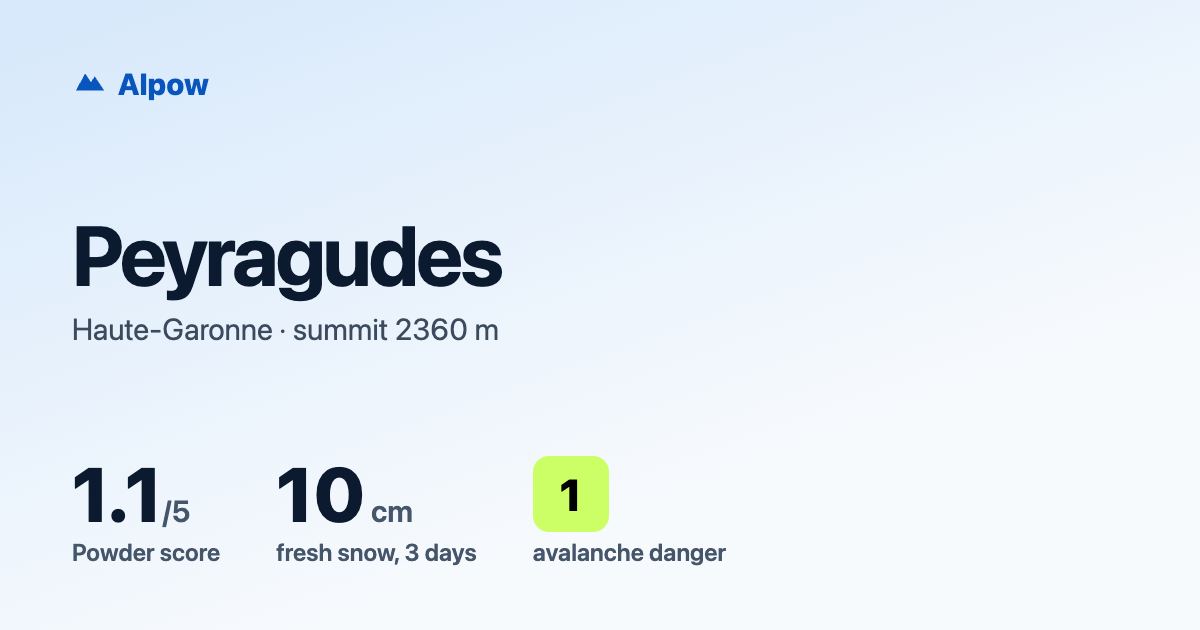 Alpow
Peyragudes
Haute-Garonne · summit 2360 m
1.1/5
Powder score
10 cm
fresh snow, 3 days
1
avalanche danger